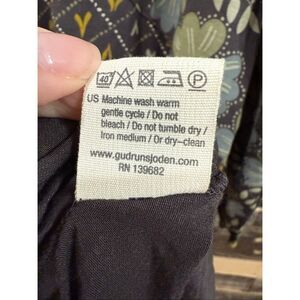 40 P
US Machine wash warm
gentle cycle / Do not
bleach / Do not tumble dry /
Iron medium / Or dry-clean
www.gudrunsjoden.com
RN 139682